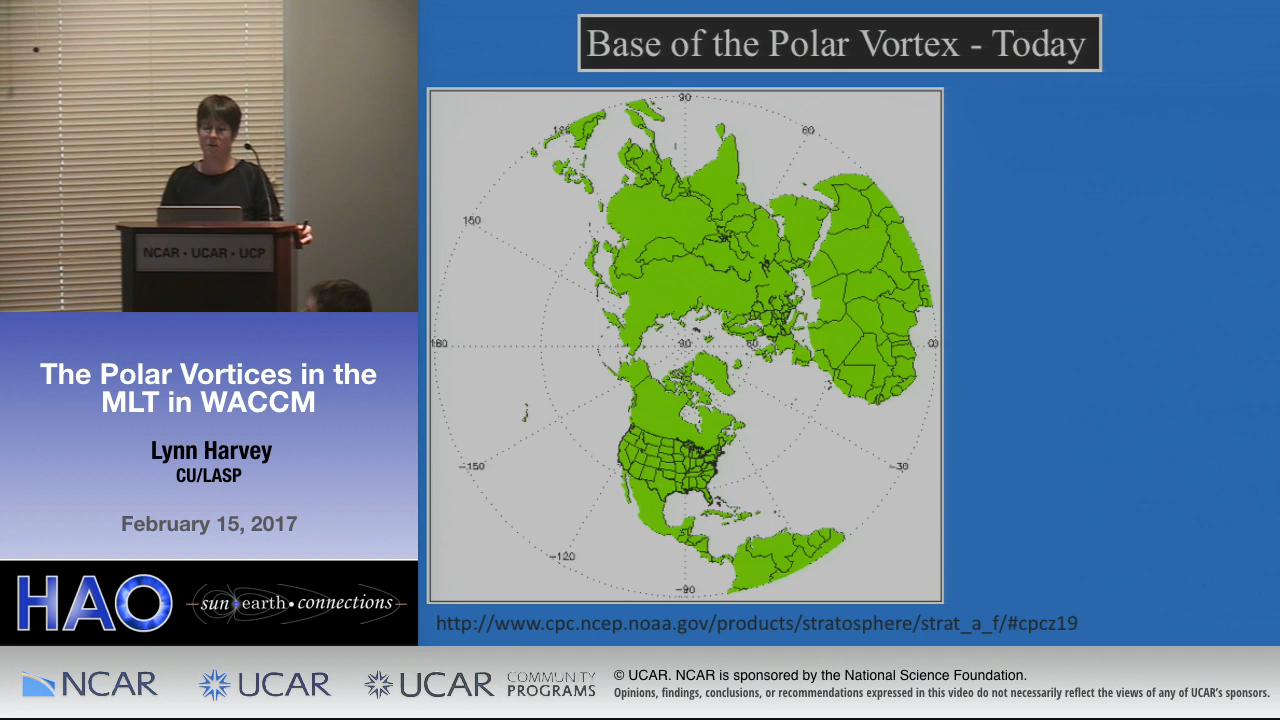 Base of the Polar Vortex - Today
NCAR • UCAR • UCP
90
120
60
150
180
90
60
0
-150
-30
-120
-90
http://www.cpc.ncep.noaa.gov/products/stratosphere/strat_a_f/#cpcz19
The Polar Vortices in the
MLT in WACCM
Lynn Harvey
CU/LASP
February 15, 2017
HAO
sun earth • connections
NCAR
UCAR
UCAR
COMMUNITY
PROGRAMS
© UCAR. NCAR is sponsored by the National Science Foundation.
Opinions, findings, conclusions, or recommendations expressed in this video do not necessarily reflect the views of any of UCAR's sponsors.